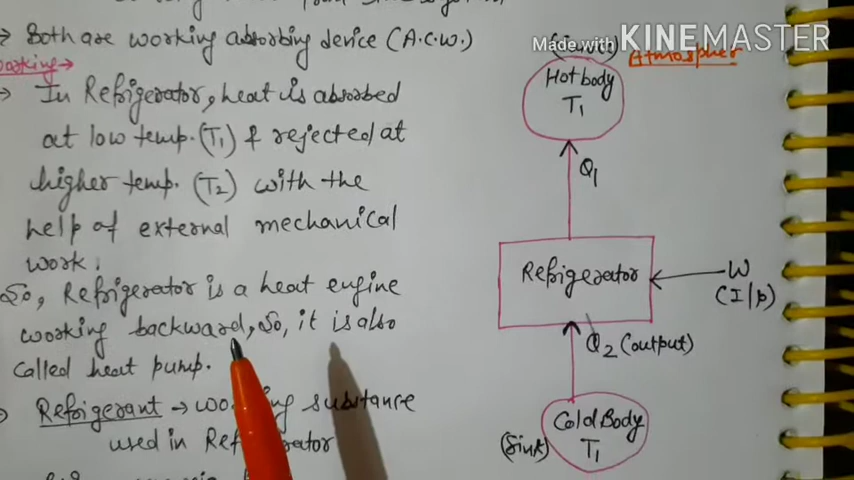 → Both are working absorbing device (A.C.W.)
→ In Refrigerator, heat is absorbed
at low temp. (T1) & rejected at
higher temp. (T2) with the
help of external mechanical
work.
So, Refrigerator is a heat engine
working backward, So, it is also
called heat pump.
Refrigerant → working substance
used in Refrigerator
Made with KINEMASTER
Atmospher
Hot body
T1
Q1
Refrigerator
W
(I/p)
Q2 (output)
Cold Body
T1
(Sink)